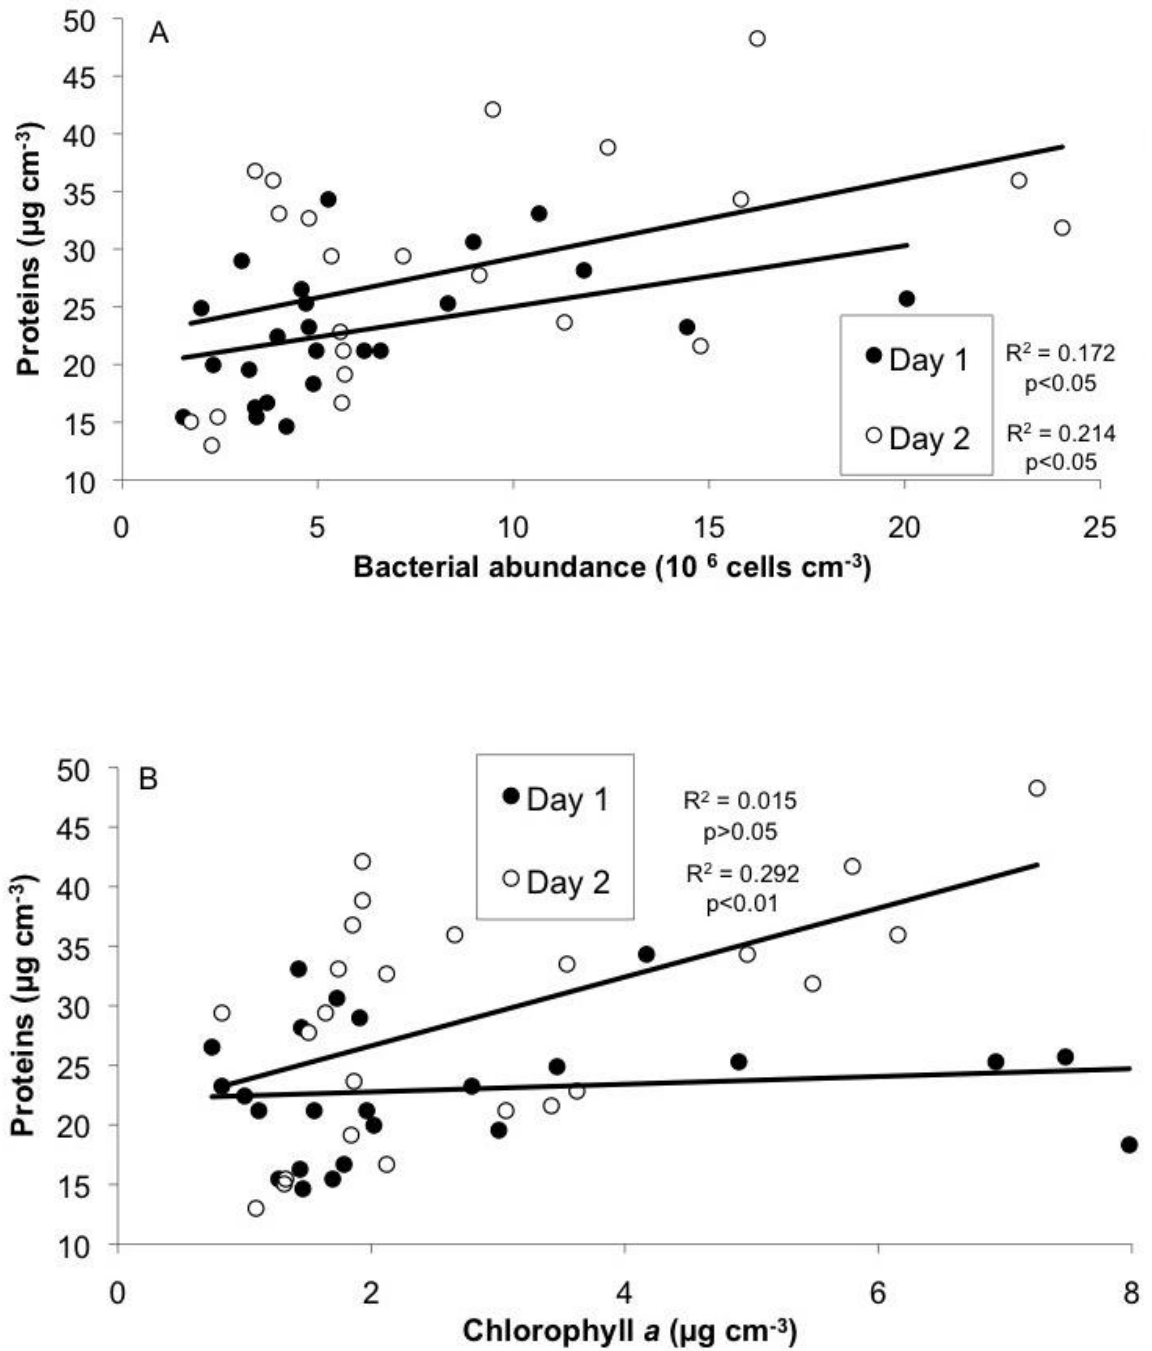 A
50
45
40
35
30
25
20
15
10
Proteins (µg cm-3)
Day 1
R2 = 0.172
p<0.05
Day 2
R2 = 0.214
p<0.05
0 5 10 15 20 25
Bacterial abundance (10 6 cells cm-3)
B
50
45
40
35
30
25
20
15
10
Proteins (µg cm-3)
Day 1
R2 = 0.015
p>0.05
Day 2
R2 = 0.292
p<0.01
0 2 4 6 8
Chlorophyll a (µg cm-3)